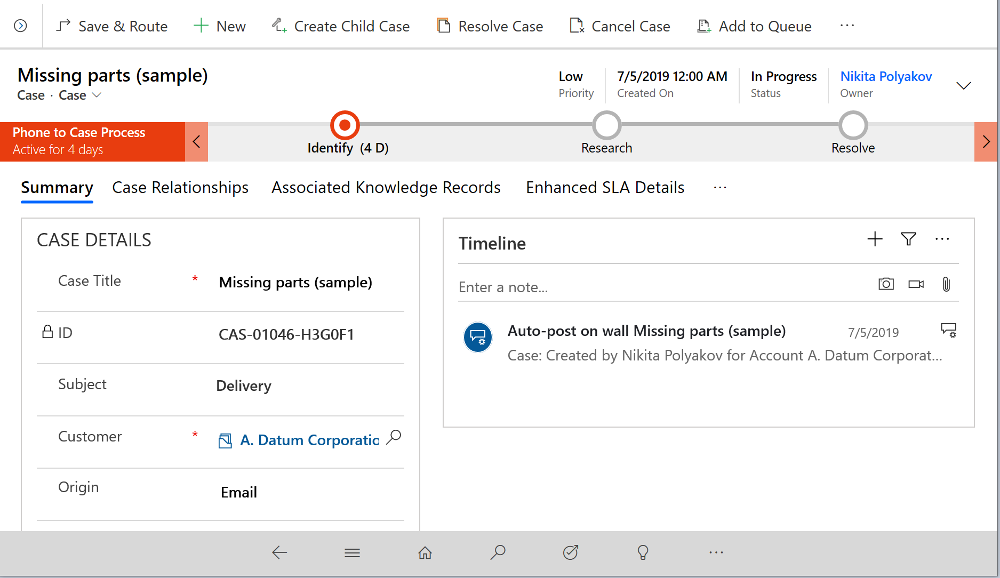 Save & Route New Create Child Case Resolve Case Cancel Case Add to Queue ...
Missing parts (sample)
Case · Case
Low 7/5/2019 12:00 AM In Progress Nikita Polyakov
Priority Created On Status Owner
Phone to Case Process
Active for 4 days
Identify (4 D) Research Resolve
Summary Case Relationships Associated Knowledge Records Enhanced SLA Details ...
CASE DETAILS
Case Title * Missing parts (sample)
ID CAS-01046-H3G0F1
Subject Delivery
Customer * A. Datum Corporatio
Origin Email
Timeline
Enter a note...
Auto-post on wall Missing parts (sample) 7/5/2019
Case: Created by Nikita Polyakov for Account A. Datum Corporat...